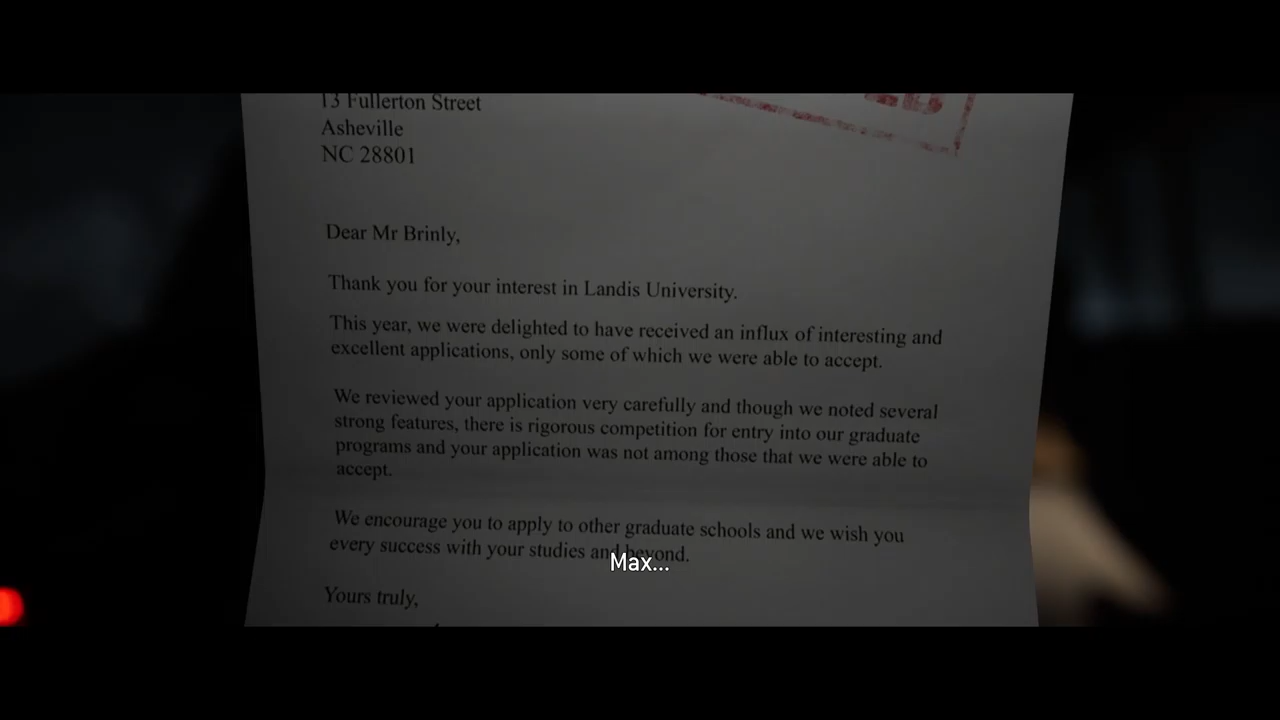 13 Fullerton Street
Asheville
NC 28801
Dear Mr Brinly,
Thank you for your interest in Landis University.
This year, we were delighted to have received an influx of interesting and
excellent applications, only some of which we were able to accept.
We reviewed your application very carefully and though we noted several
strong features, there is rigorous competition for entry into our graduate
programs and your application was not among those that we were able to
accept.
We encourage you to apply to other graduate schools and we wish you
every success with your studies and beyond.
Max...
Yours truly,